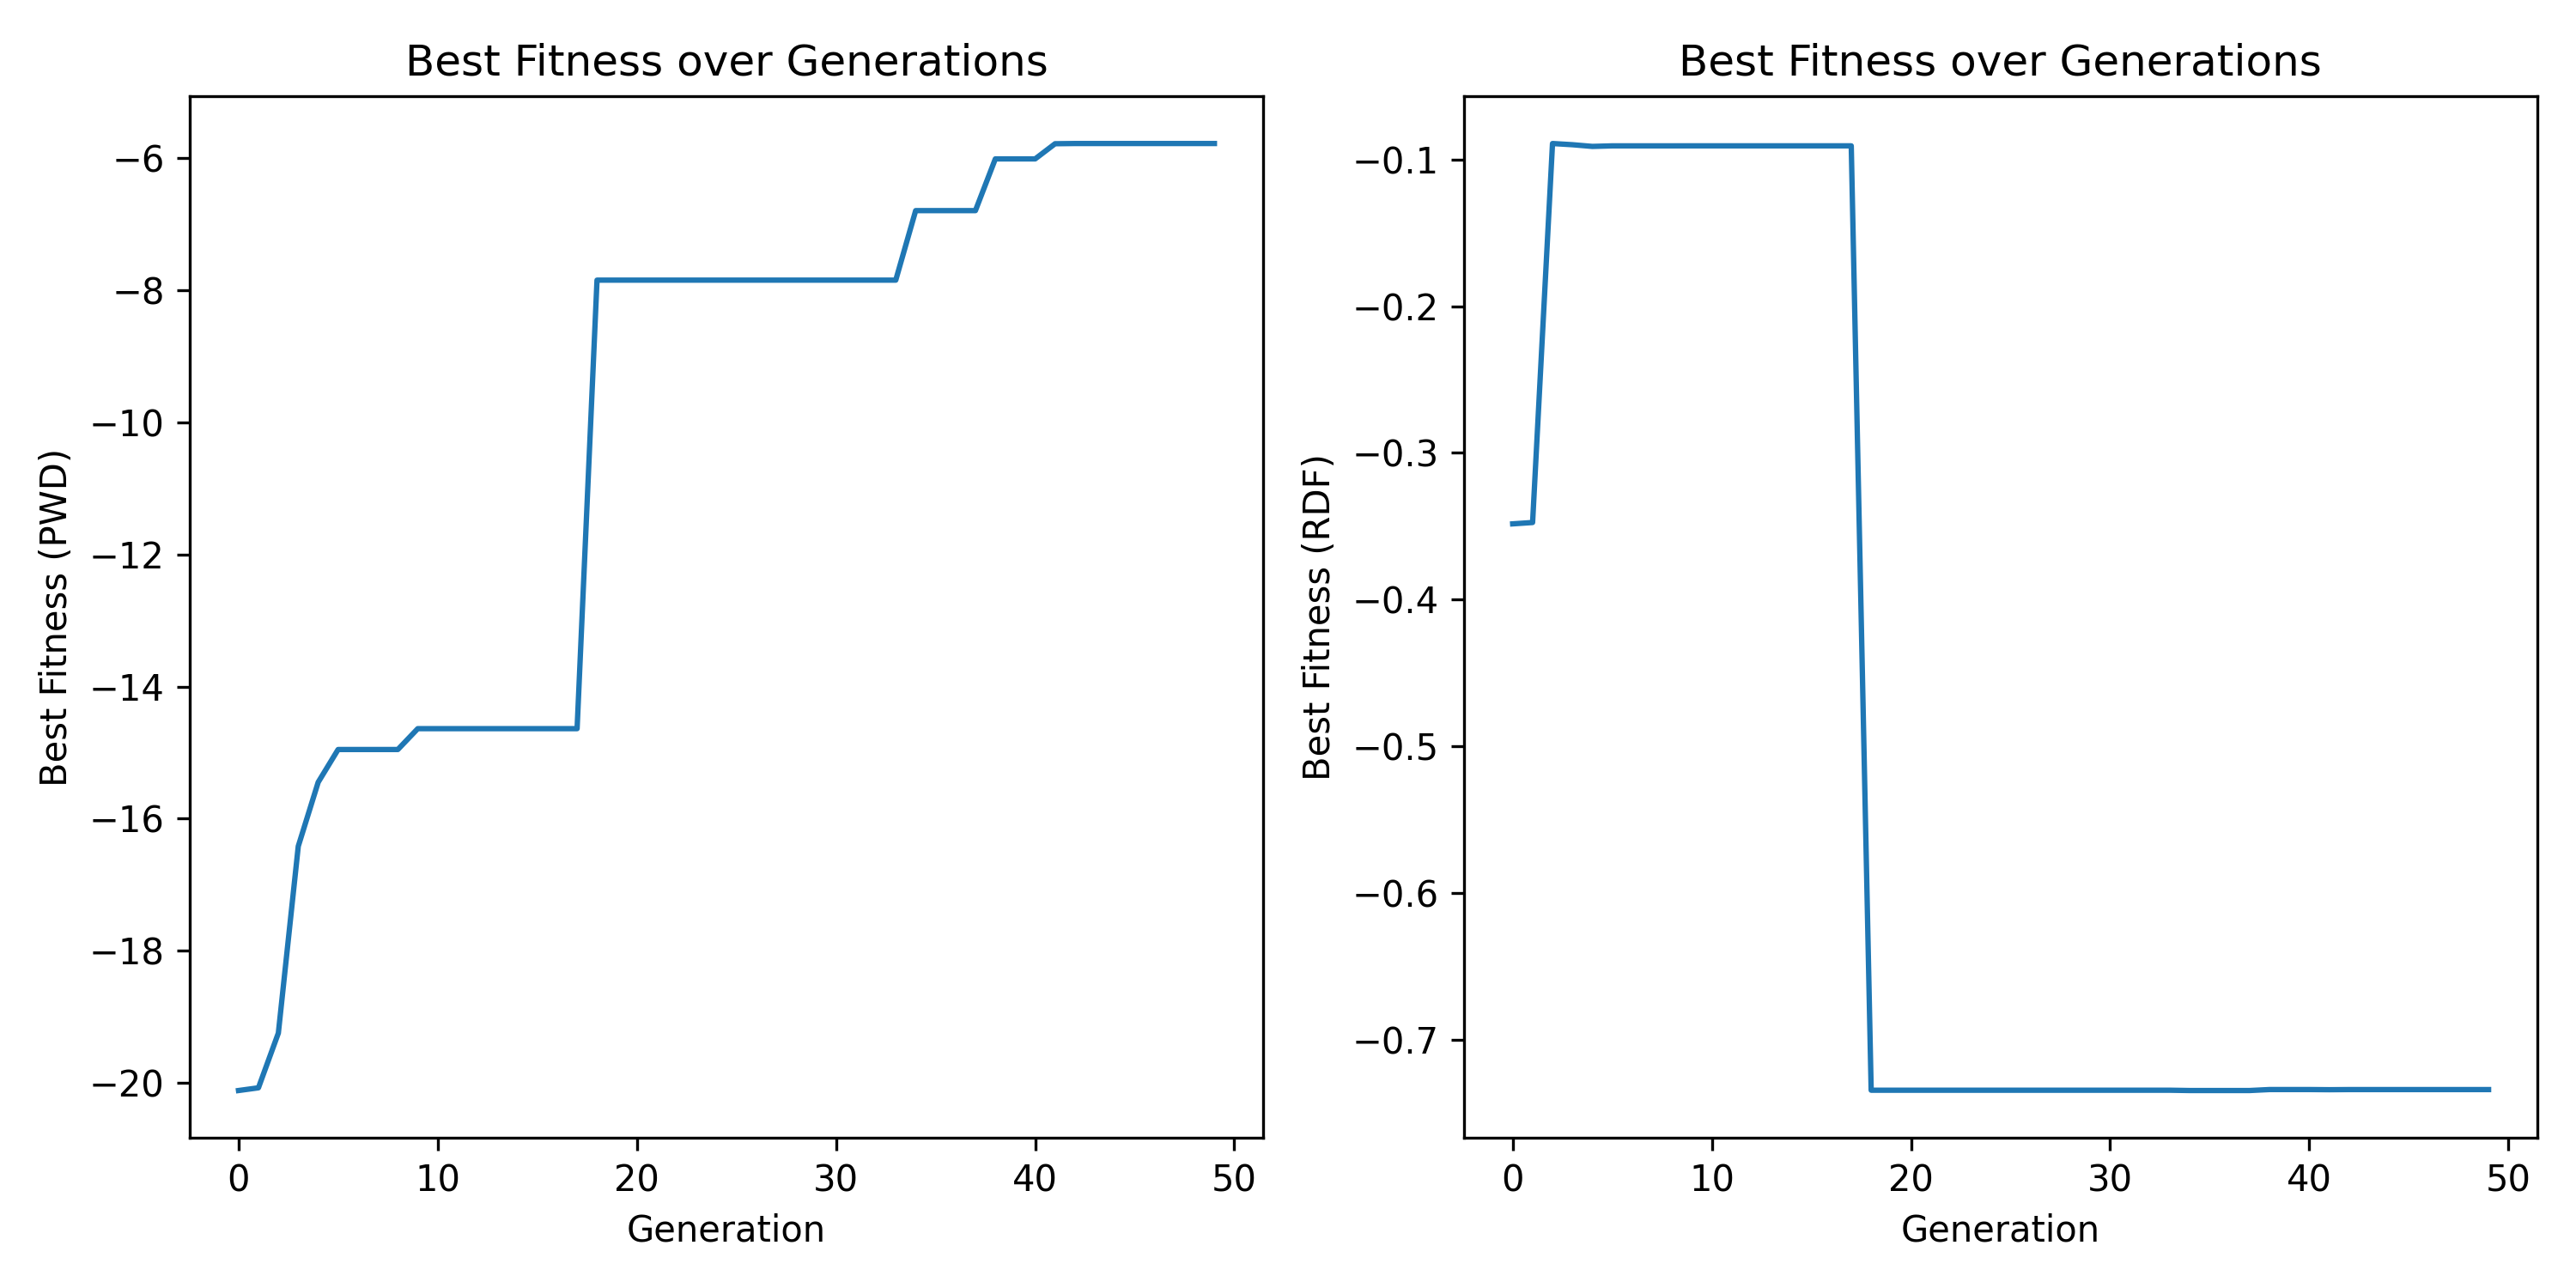 Best Fitness over Generations
Best Fitness (PWD)
−6
−8
−10
−12
−14
−16
−18
−20
0 10 20 30 40 50
Generation
Best Fitness over Generations
Best Fitness (RDF)
−0.1
−0.2
−0.3
−0.4
−0.5
−0.6
−0.7
0 10 20 30 40 50
Generation